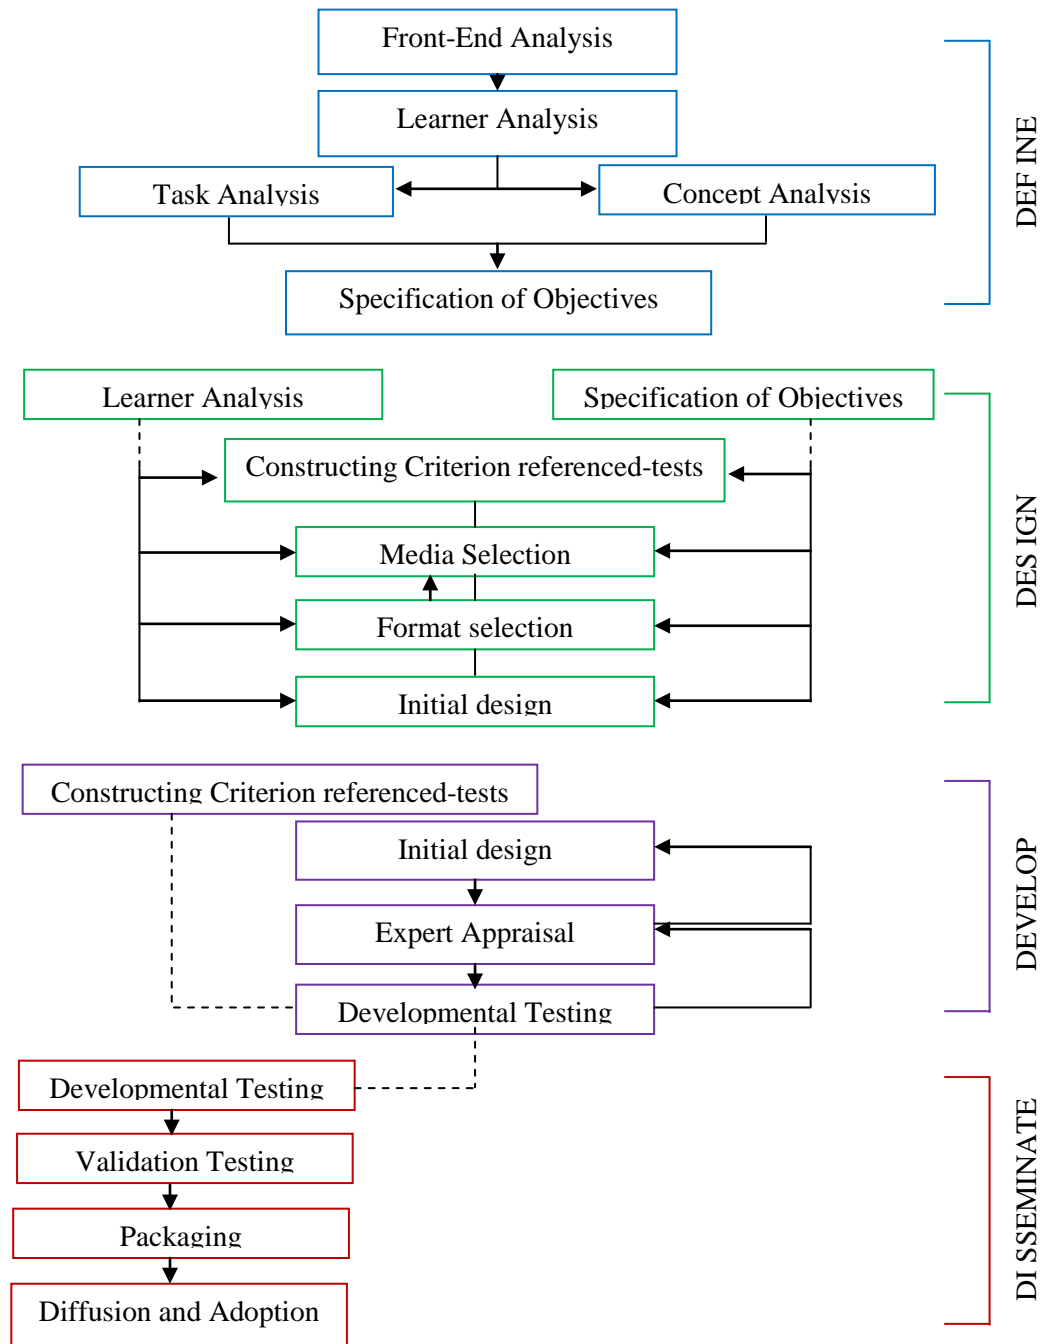 Front-End Analysis
Learner Analysis
Task Analysis
Concept Analysis
Specification of Objectives
DEF INE
Learner Analysis
Specification of Objectives
Constructing Criterion referenced-tests
Media Selection
Format selection
Initial design
DES IGN
Constructing Criterion referenced-tests
Initial design
Expert Appraisal
Developmental Testing
DEVELOP
Developmental Testing
Validation Testing
Packaging
Diffusion and Adoption
DI SSEMINATE